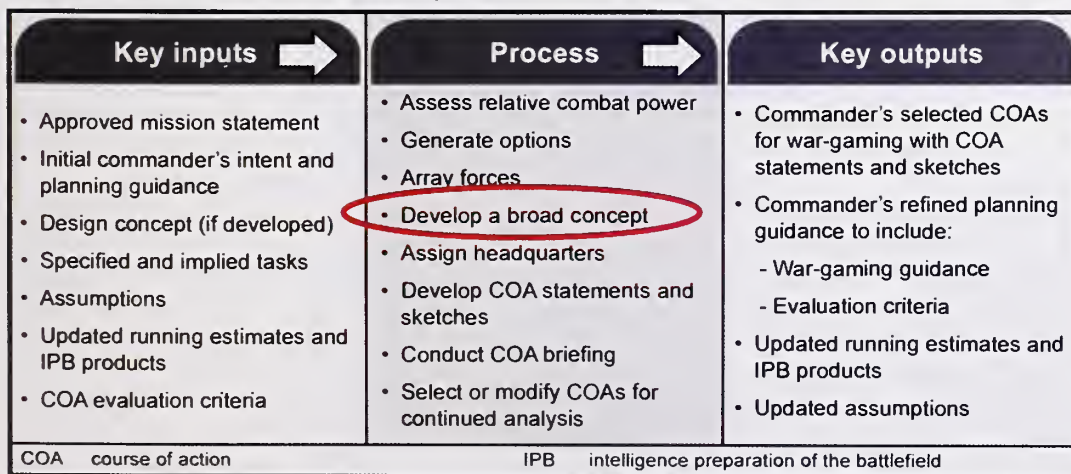 Key inputs
• Approved mission statement
• Initial commander's intent and
planning guidance
• Design concept (if developed)
• Specified and implied tasks
• Assumptions
• Updated running estimates and
IPB products
• COA evaluation criteria
Process
• Assess relative combat power
• Generate options
• Array forces
• Develop a broad concept
• Assign headquarters
• Develop COA statements and
sketches
• Conduct COA briefing
• Select or modify COAs for
continued analysis
Key outputs
• Commander's selected COAs
for war-gaming with COA
statements and sketches
• Commander's refined planning
guidance to include:
- War-gaming guidance
- Evaluation criteria
• Updated running estimates and
IPB products
• Updated assumptions
COA course of action
IPB intelligence preparation of the battlefield